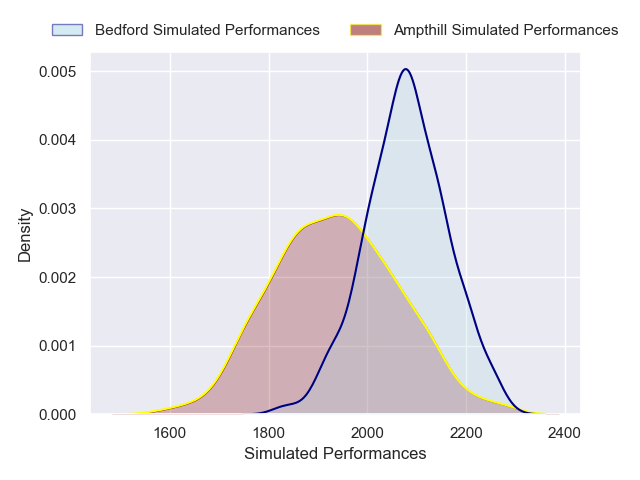 Bedford Simulated Performances Ampthill Simulated Performances
0.005
0.004
0.003
0.002
0.001
0.000
Density
1600 1800 2000 2200 2400
Simulated Performances